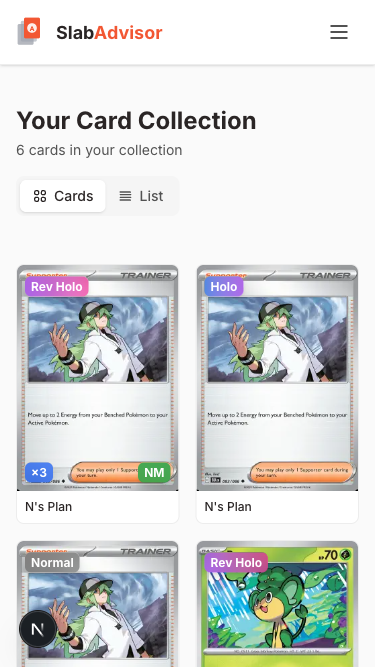 SlabAdvisor
Your Card Collection
6 cards in your collection
Cards
List
Supporter
TRAINER
Rev Holo
Move up to 2 Energy from your Benched Pokémon to your
Active Pokémon.
You may play only 1 Supporter card during
your turn.
×3
NM
N's Plan
Supporter
TRAINER
Holo
Move up to 2 Energy from your Benched Pokémon to your
Active Pokémon.
You may play only 1 Supporter card during
your turn.
N's Plan
TRAINER
Normal
N
HP70
Rev Holo